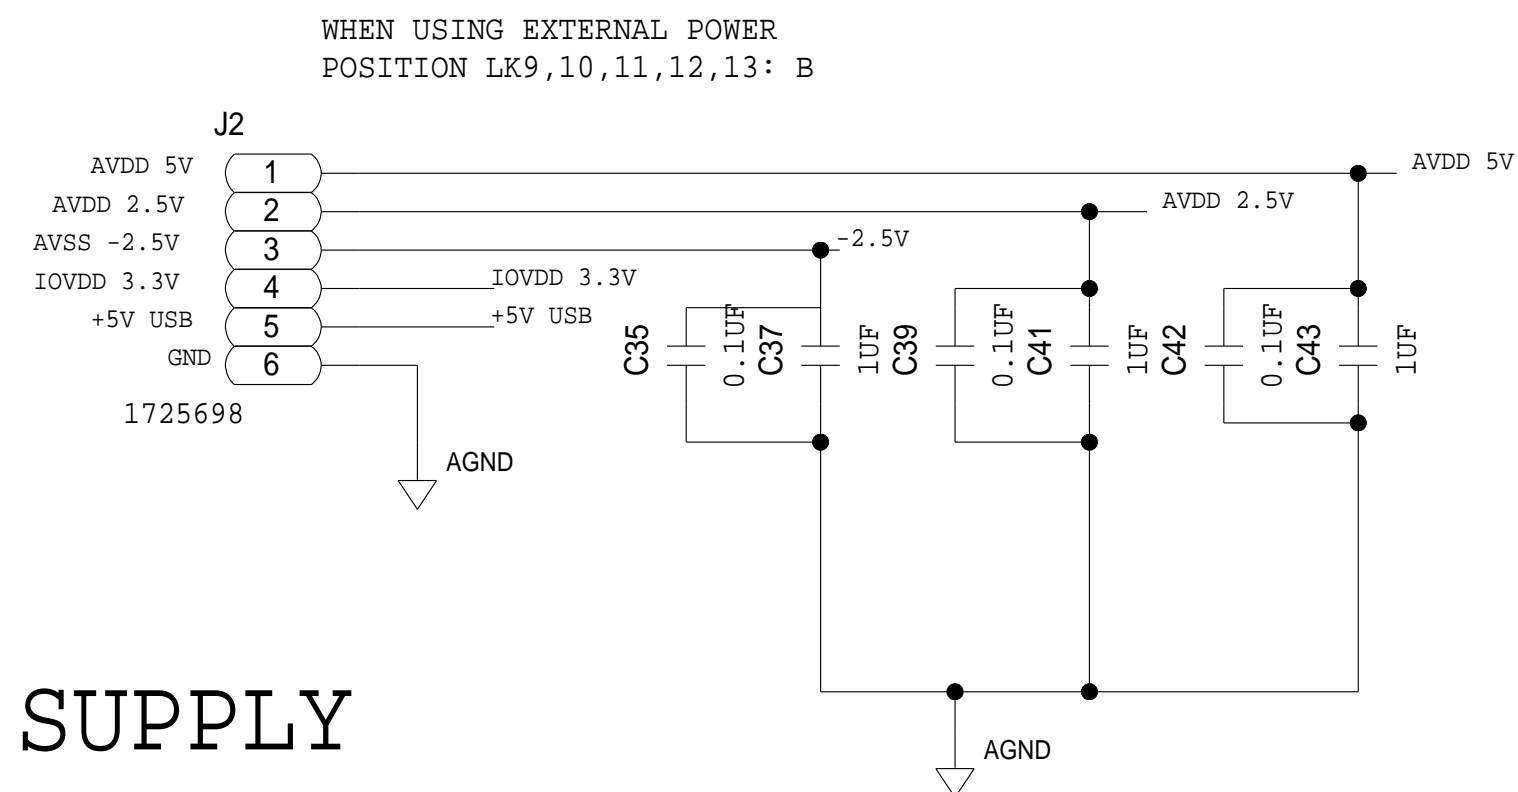 WHEN USING EXTERNAL POWER
POSITION LK9,10,11,12,13: B
J2
AVDD 5V
1
AVDD 5V
AVDD 2.5V
2
AVDD 2.5V
AVSS -2.5V
3
-2.5V
IOVDD 3.3V
4
IOVDD 3.3V
+5V USB
5
+5V USB
GND
6
1725698
AGND
C35
0.1UF
C37
1UF
C39
0.1UF
C41
1UF
C42
0.1UF
C43
1UF
SUPPLY
AGND